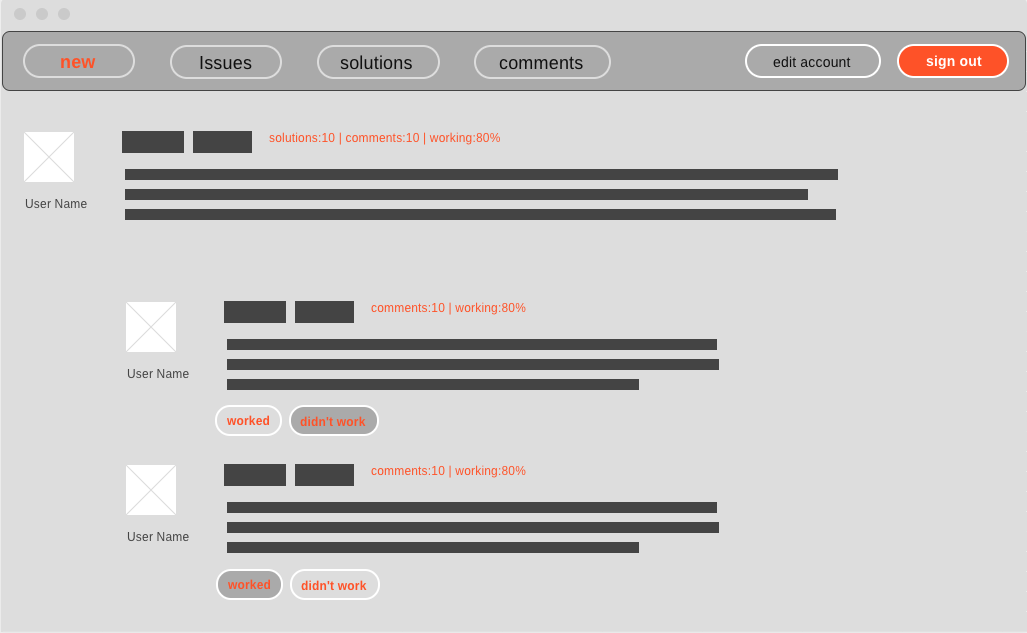 new Issues solutions comments edit account sign out
solutions:10 | comments:10 | working:80%
User Name
comments:10 | working:80%
User Name
worked didn't work
comments:10 | working:80%
User Name
worked didn't work